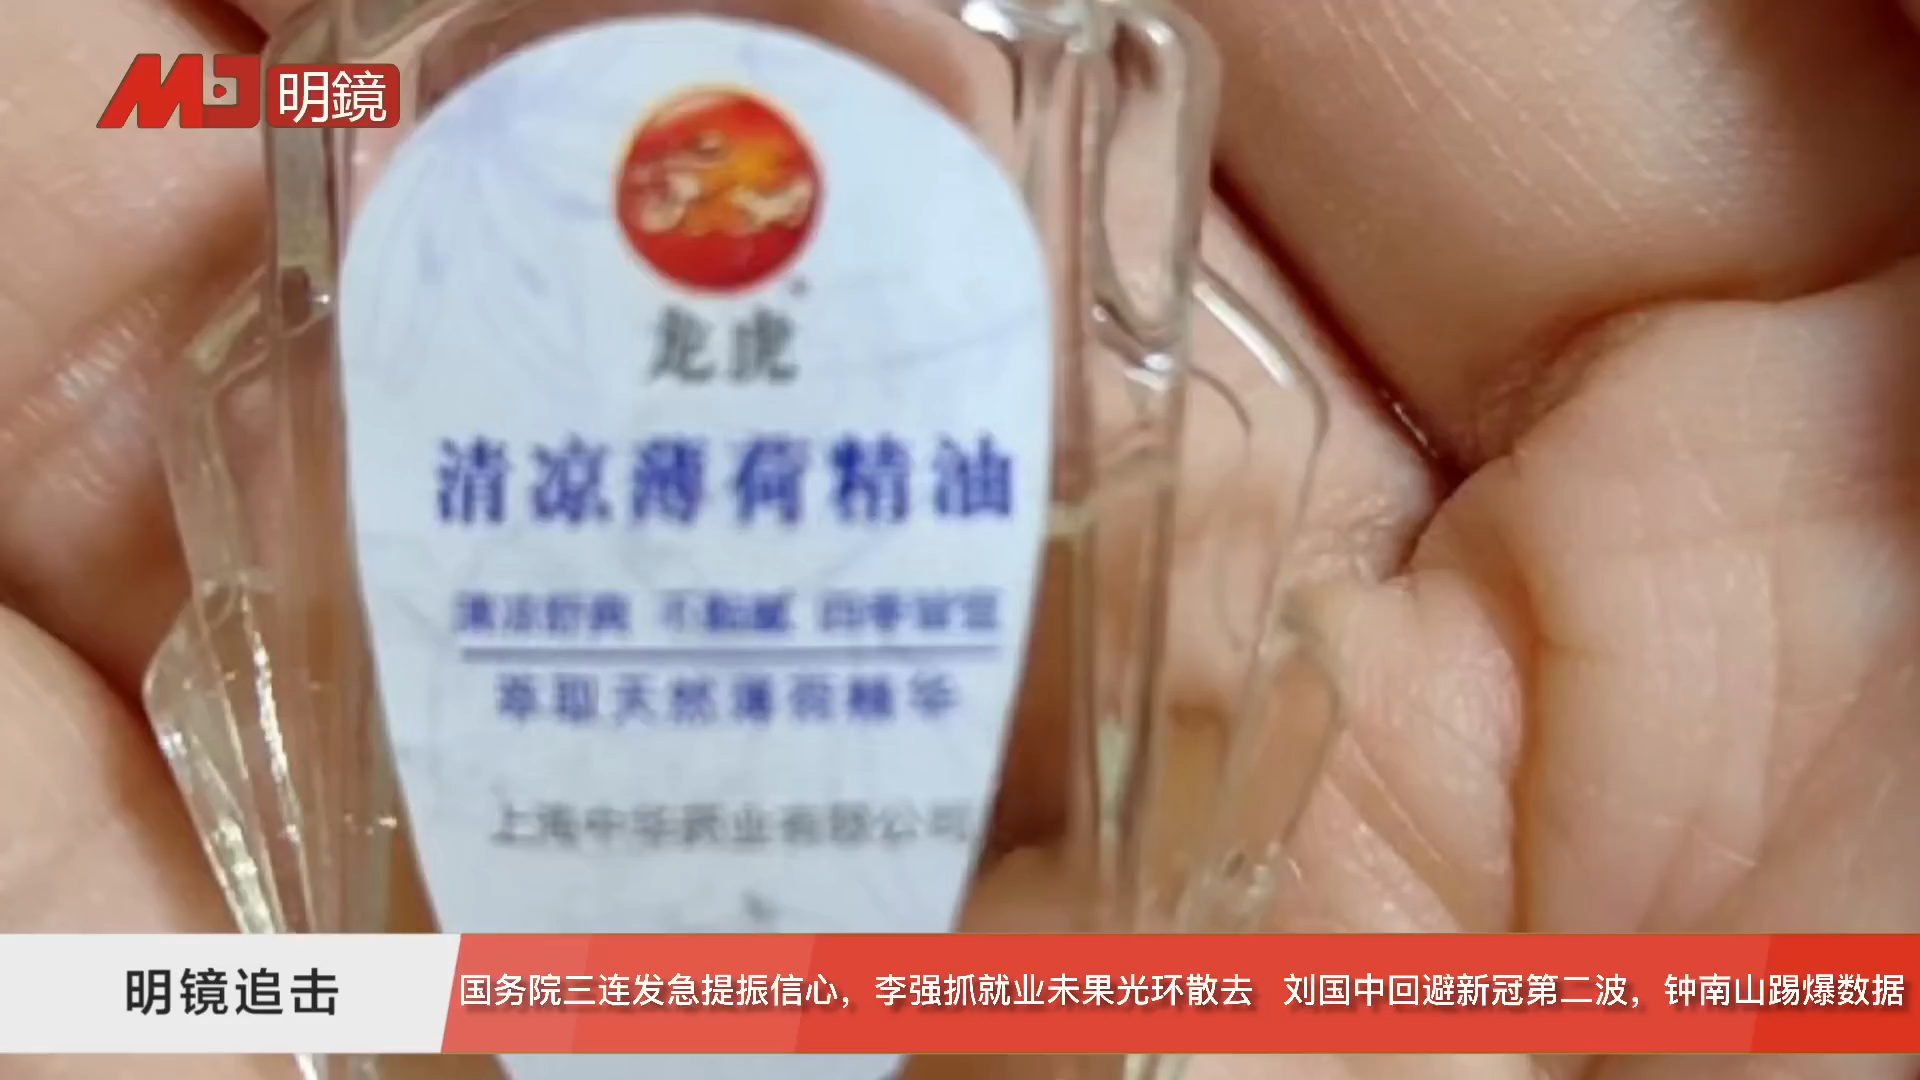 明鏡
龙虎
清凉薄荷精油
清凉舒爽 不黏腻 四季皆宜
萃取天然薄荷精华
上海中华药业有限公司
明镜追击
国务院三连发急提振信心，李强抓就业未果光环散去 刘国中回避新冠第二波，钟南山踢爆数据